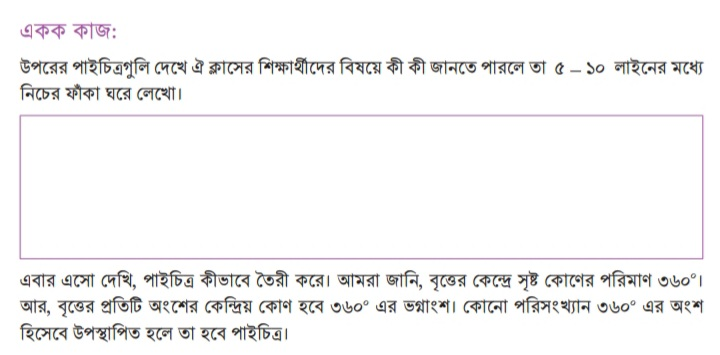 একক কাজ:
উপরের পাইচিত্রগুলি দেখে ঐ ক্লাসের শিক্ষার্থীদের বিষয়ে কী কী জানতে পারলে তা ৫ – ১০ লাইনের মধ্যে
নিচের ফাঁকা ঘরে লেখো।
এবার এসো দেখি, পাইচিত্র কীভাবে তৈরী করে। আমরা জানি, বৃত্তের কেন্দ্রে সৃষ্ট কোণের পরিমাণ ৩৬০°।
আর, বৃত্তের প্রতিটি অংশের কেন্দ্রিয় কোণ হবে ৩৬০° এর ভগ্নাংশ। কোনো পরিসংখ্যান ৩৬০° এর অংশ
হিসেবে উপস্থাপিত হলে তা হবে পাইচিত্র।